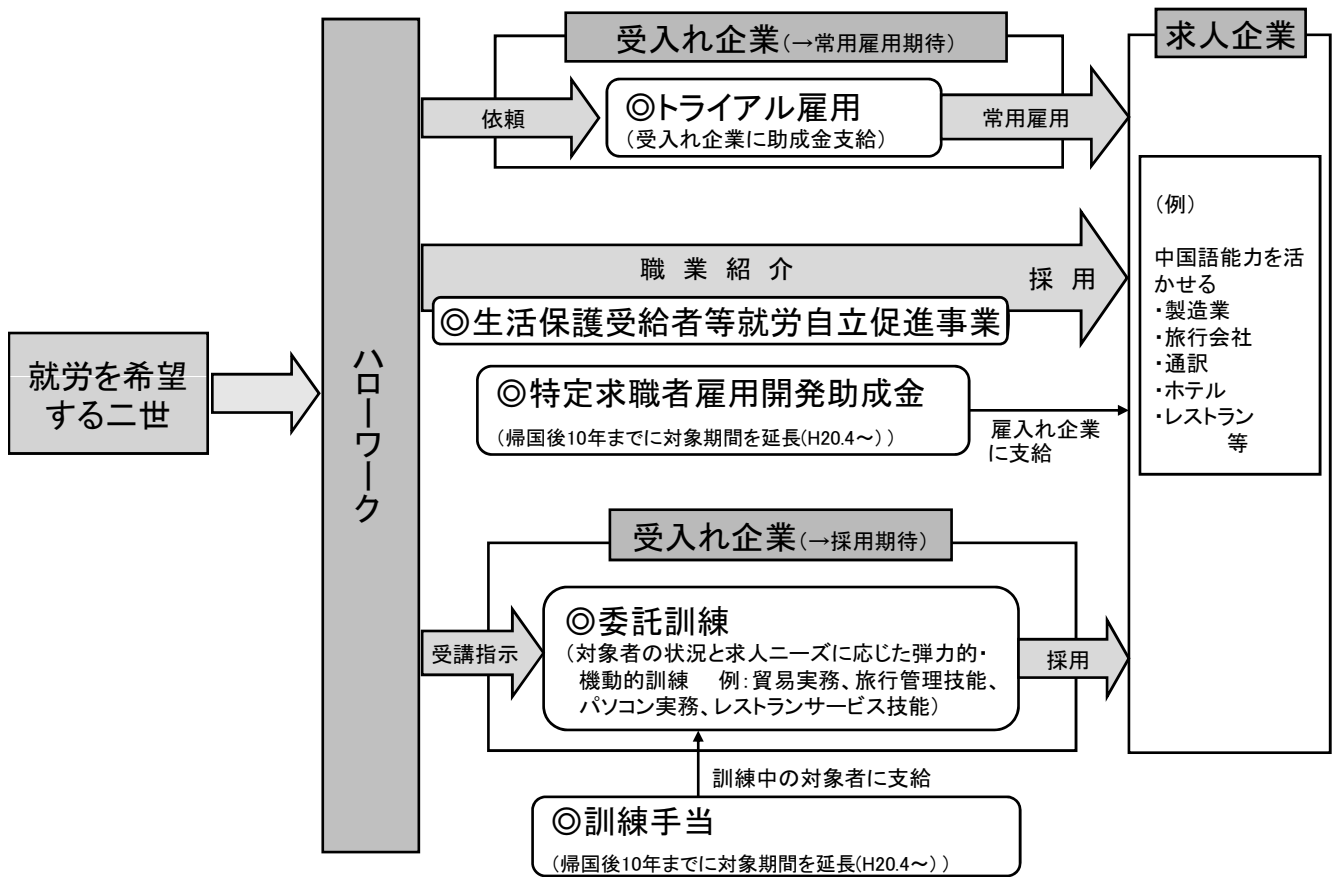 受入れ企業(→常用雇用期待)
求人企業
依頼
◎トライアル雇用
(受入れ企業に助成金支給)
常用雇用
(例)
中国語能力を活
かせる
・製造業
・旅行会社
・通訳
・ホテル
・レストラン
等
職業紹介
採用
◎生活保護受給者等就労自立促進事業
就労を希望
する二世
ハローワーク
◎特定求職者雇用開発助成金
(帰国後10年までに対象期間を延長(H20.4~))
雇入れ企業
に支給
受入れ企業(→採用期待)
受講指示
◎委託訓練
(対象者の状況と求人ニーズに応じた弾力的・
機動的訓練 例:貿易実務、旅行管理技能、
パソコン実務、レストランサービス技能)
採用
訓練中の対象者に支給
◎訓練手当
(帰国後10年までに対象期間を延長(H20.4~))